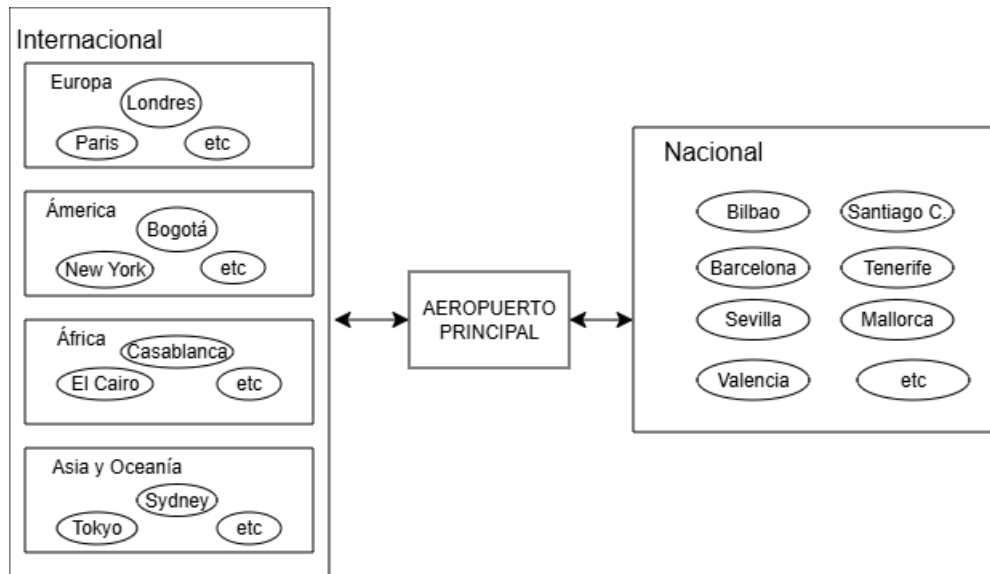 Internacional
Europa
Londres
Paris
etc
Ámerica
Bogotá
New York
etc
África
Casablanca
El Cairo
etc
Asia y Oceanía
Sydney
Tokyo
etc
AEROPUERTO
PRINCIPAL
Nacional
Bilbao
Santiago C.
Barcelona
Tenerife
Sevilla
Mallorca
Valencia
etc